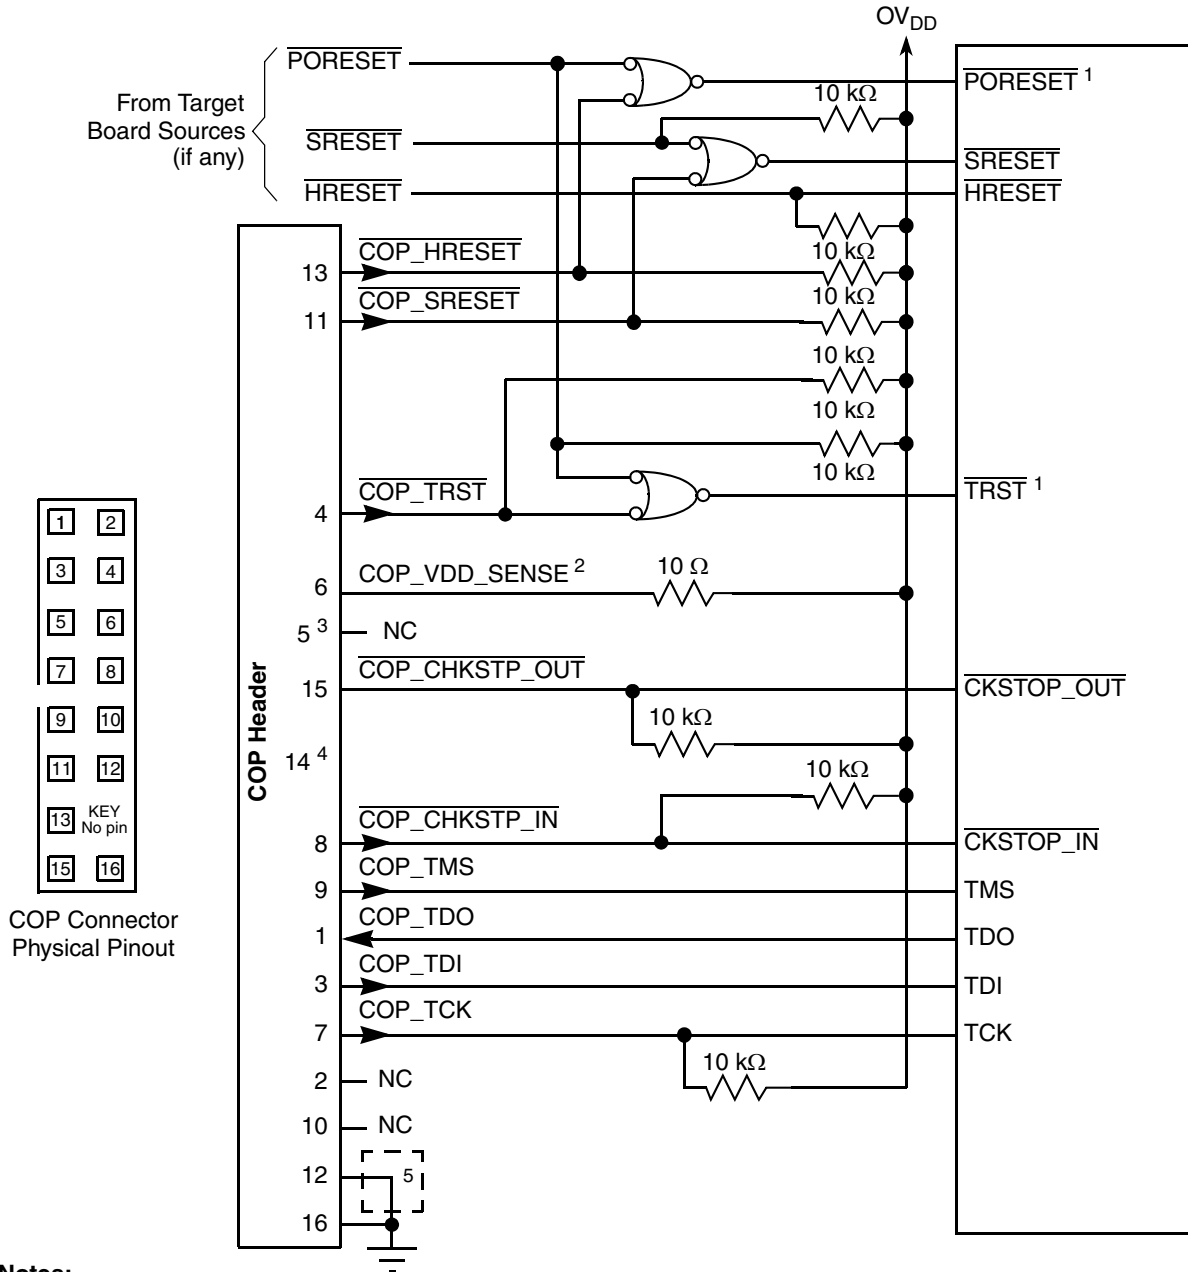 OVDD
PORESET
PORESET 1
From Target
Board Sources
(if any)
10 kΩ
SRESET
SRESET
HRESET
HRESET
10 kΩ
COP_HRESET
13
10 kΩ
COP_SRESET
11
10 kΩ
10 kΩ
10 kΩ
COP_TRST
4
TRST 1
1 2
3 4
5 6
7 8
9 10
11 12
13 KEY
No pin
15 16
COP Connector
Physical Pinout
COP Header
COP_VDD_SENSE 2
10 Ω
6
5 3 NC
COP_CHKSTP_OUT
15
CKSTOP_OUT
10 kΩ
14 4
10 kΩ
COP_CHKSTP_IN
8
CKSTOP_IN
COP_TMS
9
TMS
COP_TDO
1
TDO
COP_TDI
3
TDI
COP_TCK
7
TCK
10 kΩ
2 NC
10 NC
12
5
16
Notes: